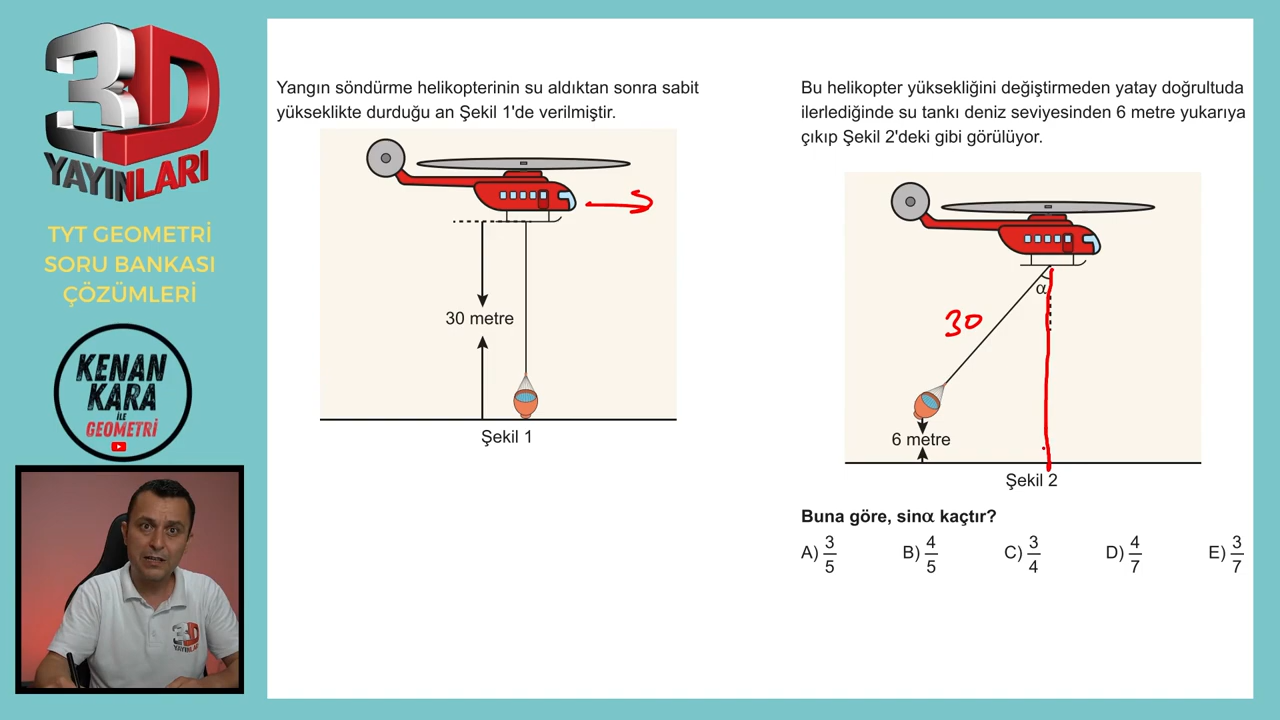 3D
YAYINLARI
TYT GEOMETRİ
SORU BANKASI
ÇÖZÜMLERİ
KENAN
KARA
İLE
GEOMETRİ
3D
YAYINLARI
Yangın söndürme helikopterinin su aldıktan sonra sabit
yükseklikte durduğu an Şekil 1'de verilmiştir.
30 metre
Şekil 1
Bu helikopter yüksekliğini değiştirmeden yatay doğrultuda
ilerlediğinde su tankı deniz seviyesinden 6 metre yukarıya
çıkıp Şekil 2'deki gibi görülüyor.
α
30
6 metre
Şekil 2
Buna göre, sinα kaçtır?
A) 3/5 B) 4/5 C) 3/4 D) 4/7 E) 3/7